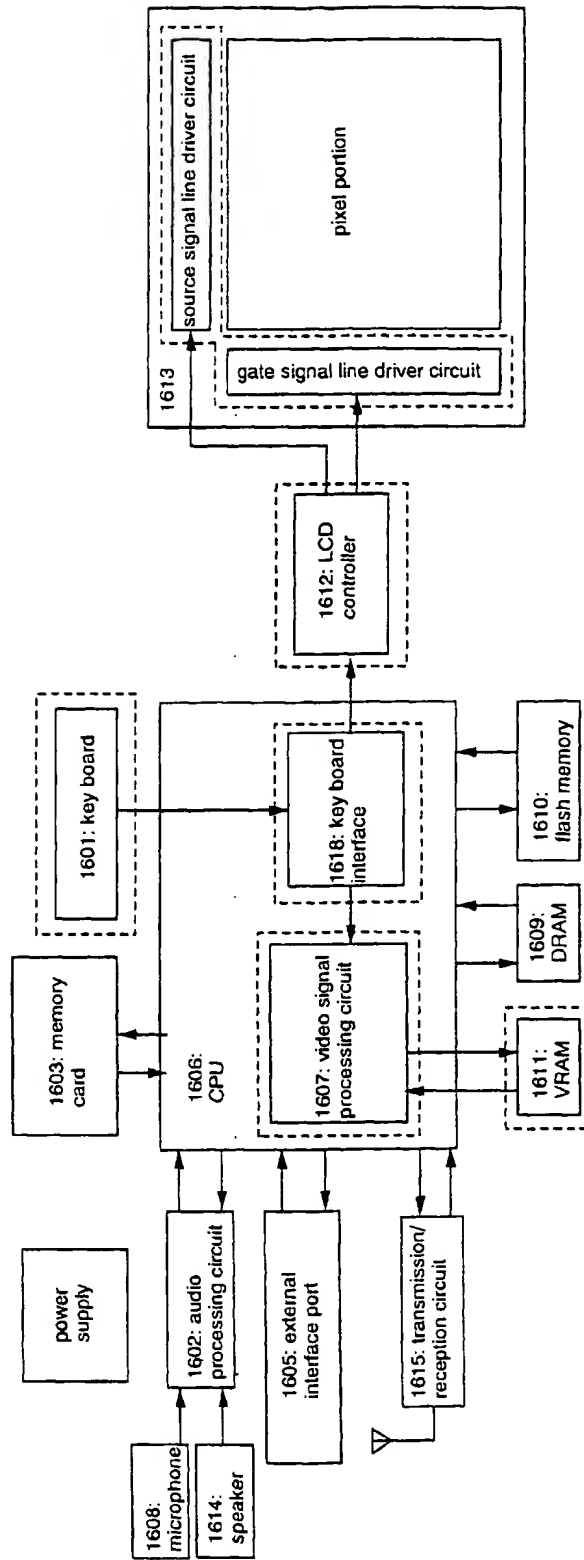 power
supply
1608:
microphone
1614:
speaker
1602: audio
processing circuit
1605: external
interface port
1615: transmission/
reception circuit
1603: memory
card
1601: key board
1606:
CPU
1607: video signal
processing circuit
1618: key board
interface
1611:
VRAM
1609:
DRAM
1610:
flash memory
1612: LCD
controller
1613
source signal line driver circuit
gate signal line driver circuit
pixel portion